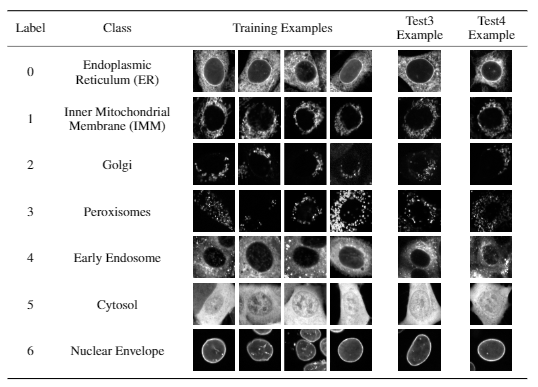 Label Class Training Examples Test3 Example Test4 Example
0 Endoplasmic Reticulum (ER)
1 Inner Mitochondrial Membrane (IMM)
2 Golgi
3 Peroxisomes
4 Early Endosome
5 Cytosol
6 Nuclear Envelope